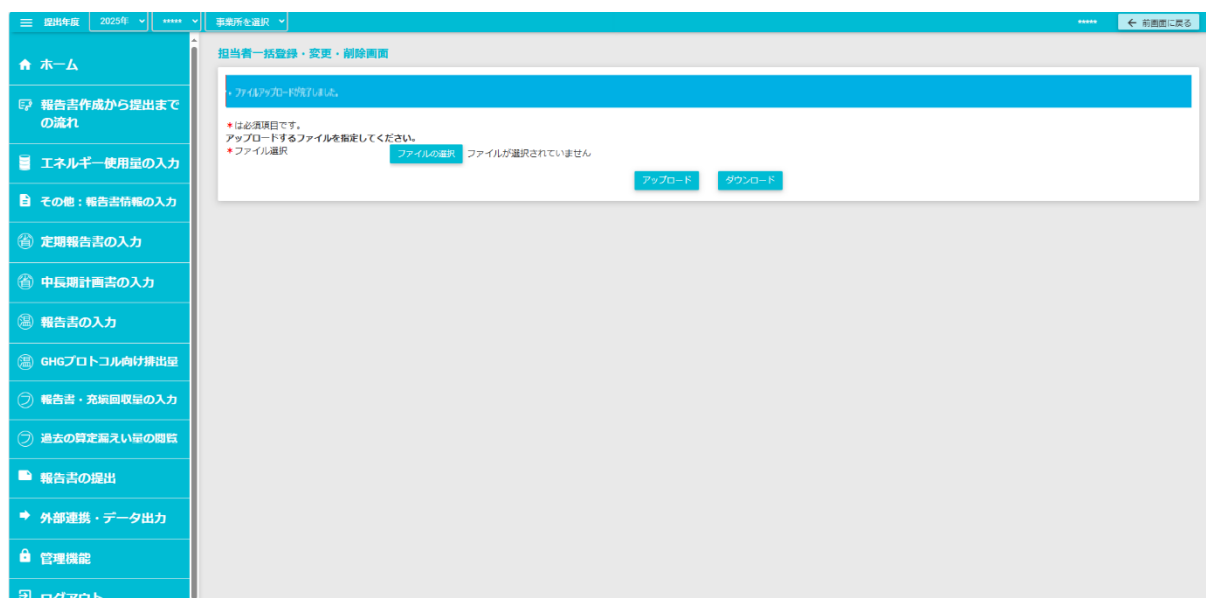 提出年度 2025年 ***** 事業所を選択 ***** 前画面に戻る
ホーム
報告書作成から提出まで
の流れ
エネルギー使用量の入力
その他：報告書情報の入力
定期報告書の入力
中長期計画書の入力
報告書の入力
GHGプロトコル向け排出量
報告書・充填回収量の入力
過去の算定漏えい量の閲覧
報告書の提出
外部連携・データ出力
管理機能
ログアウト
担当者一括登録・変更・削除画面
・ファイルアップロードが完了しました。
*は必須項目です。
アップロードするファイルを指定してください。
*ファイル選択 ファイルの選択 ファイルが選択されていません
アップロード ダウンロード